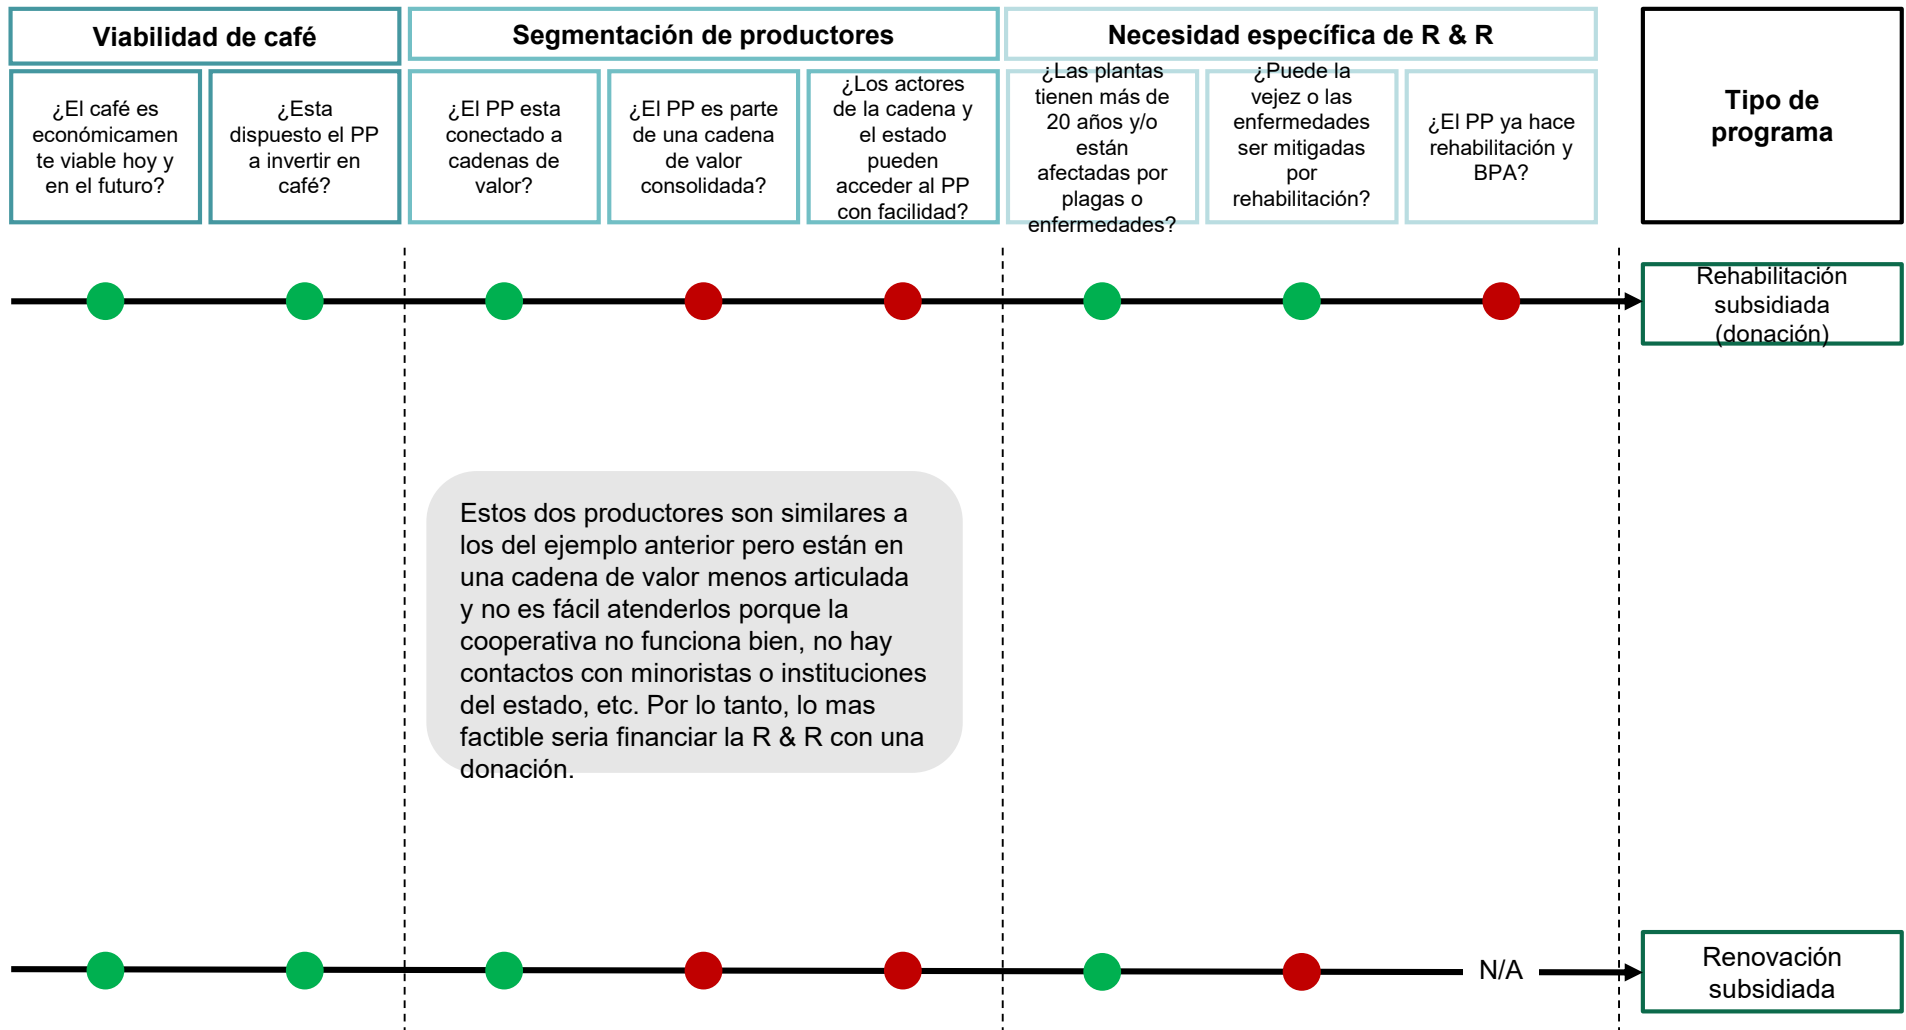 Viabilidad de café
Segmentación de productores
Necesidad específica de R & R
Tipo de
programa
¿El café es
económicamen
te viable hoy y
en el futuro?
¿Esta
dispuesto el PP
a invertir en
café?
¿El PP esta
conectado a
cadenas de
valor?
¿El PP es parte
de una cadena
de valor
consolidada?
¿Los actores
de la cadena y
el estado
pueden
acceder al PP
con facilidad?
¿Las plantas
tienen más de
20 años y/o
están
afectadas por
plagas o
enfermedades?
¿Puede la
vejez o las
enfermedades
ser mitigadas
por
rehabilitación?
¿El PP ya hace
rehabilitación y
BPA?
Rehabilitación
subsidiada
(donación)
Estos dos productores son similares a
los del ejemplo anterior pero están en
una cadena de valor menos articulada
y no es fácil atenderlos porque la
cooperativa no funciona bien, no hay
contactos con minoristas o instituciones
del estado, etc. Por lo tanto, lo mas
factible seria financiar la R & R con una
donación.
N/A
Renovación
subsidiada